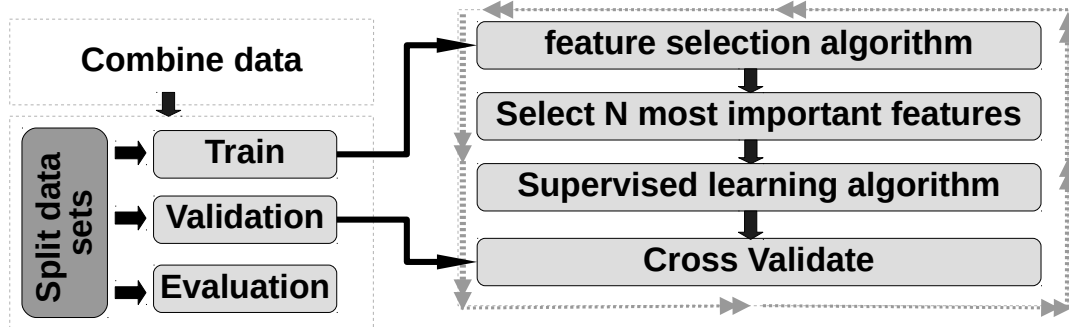 Combine data
Split data
sets
Train
Validation
Evaluation
feature selection algorithm
Select N most important features
Supervised learning algorithm
Cross Validate